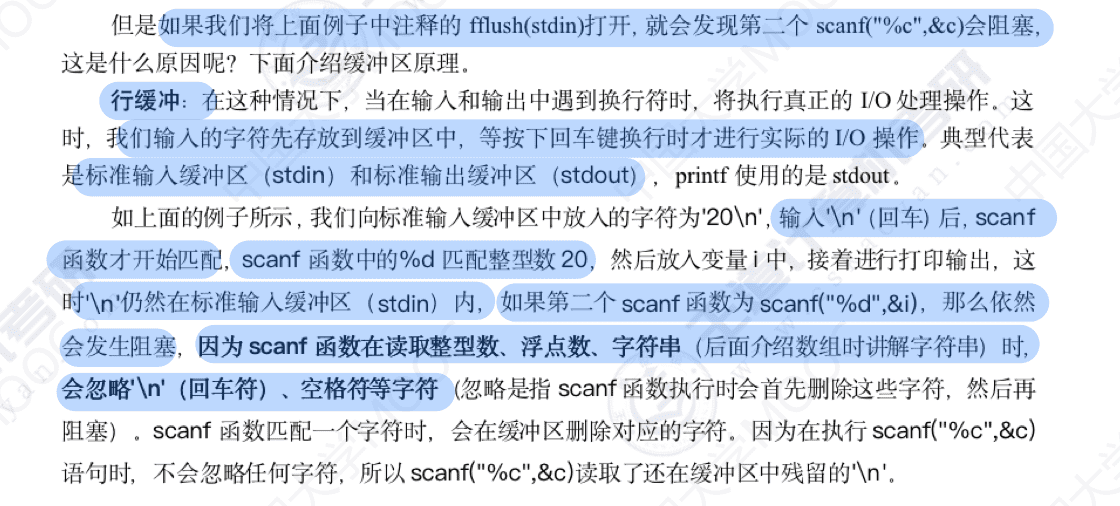 但是如果我们将上面例子中注释的 fflush(stdin)打开, 就会发现第二个 scanf("%c",&c)会阻塞,
这是什么原因呢？下面介绍缓冲区原理。
行缓冲：在这种情况下，当在输入和输出中遇到换行符时，将执行真正的 I/O 处理操作。这
时，我们输入的字符先存放到缓冲区中，等按下回车键换行时才进行实际的 I/O 操作。典型代表
是标准输入缓冲区（stdin）和标准输出缓冲区（stdout），printf 使用的是 stdout。
如上面的例子所示，我们向标准输入缓冲区中放入的字符为'20\n', 输入'\n'（回车）后, scanf
函数才开始匹配, scanf 函数中的%d 匹配整型数 20，然后放入变量 i 中，接着进行打印输出，这
时'\n'仍然在标准输入缓冲区（stdin）内，如果第二个 scanf 函数为 scanf("%d",&i)，那么依然
会发生阻塞，因为 scanf 函数在读取整型数、浮点数、字符串（后面介绍数组时讲解字符串）时,
会忽略'\n'（回车符）、空格符等字符（忽略是指 scanf 函数执行时会首先删除这些字符，然后再
阻塞）。scanf 函数匹配一个字符时，会在缓冲区删除对应的字符。因为在执行 scanf("%c",&c)
语句时，不会忽略任何字符，所以 scanf("%c",&c)读取了还在缓冲区中残留的'\n'。